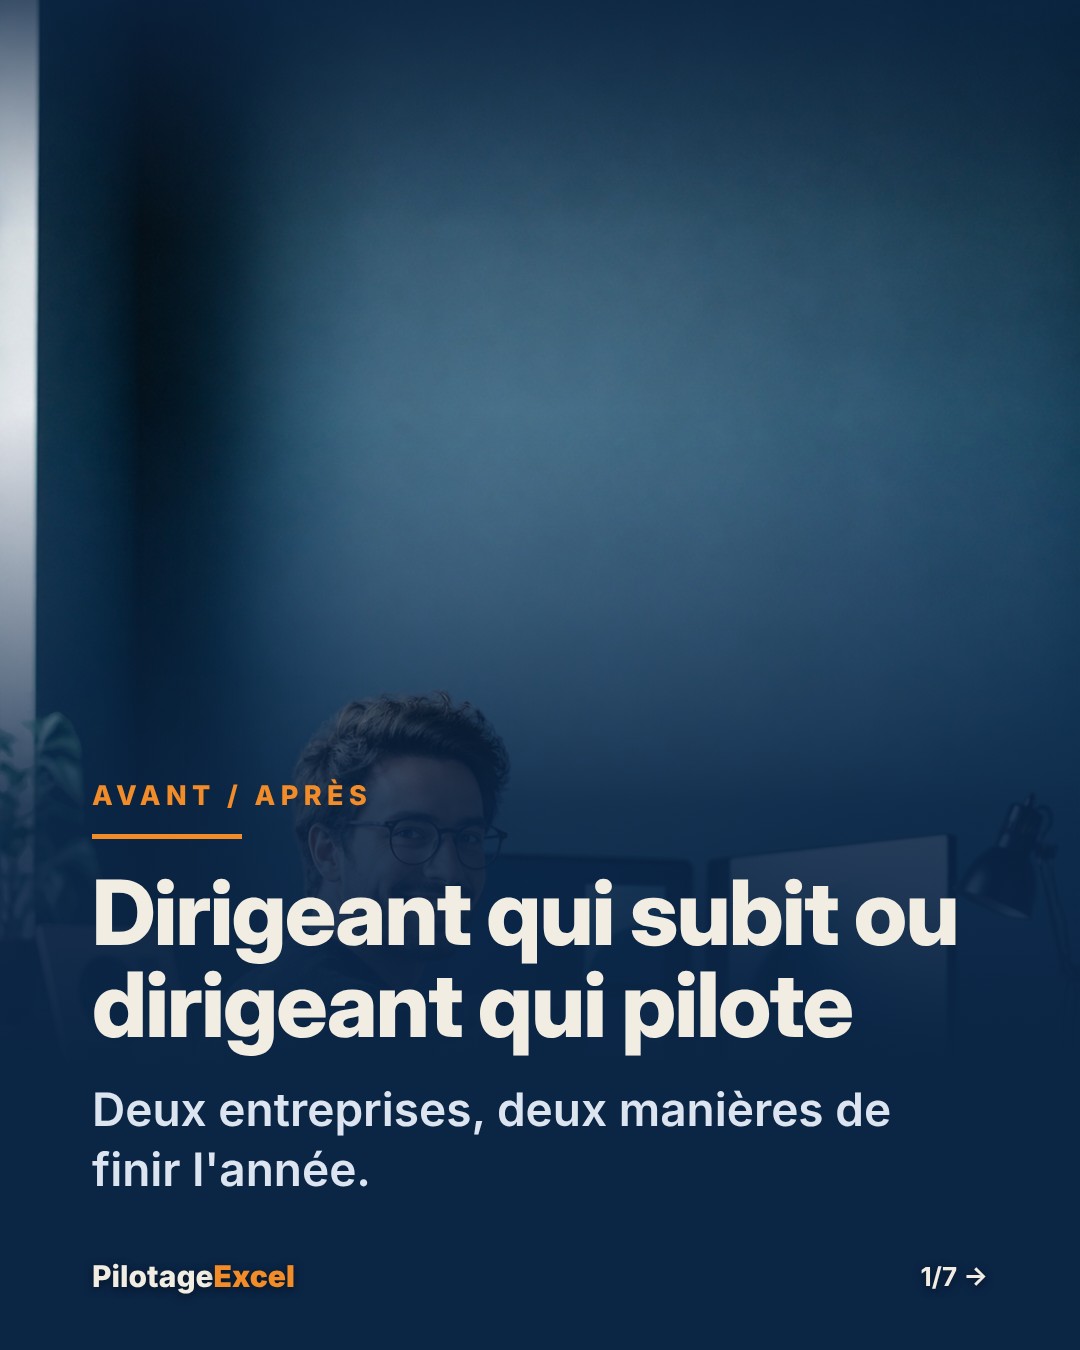 AVANT / APRÈS
Dirigeant qui subit ou
dirigeant qui pilote
Deux entreprises, deux manières de
finir l'année.
PilotageExcel
1/7 →